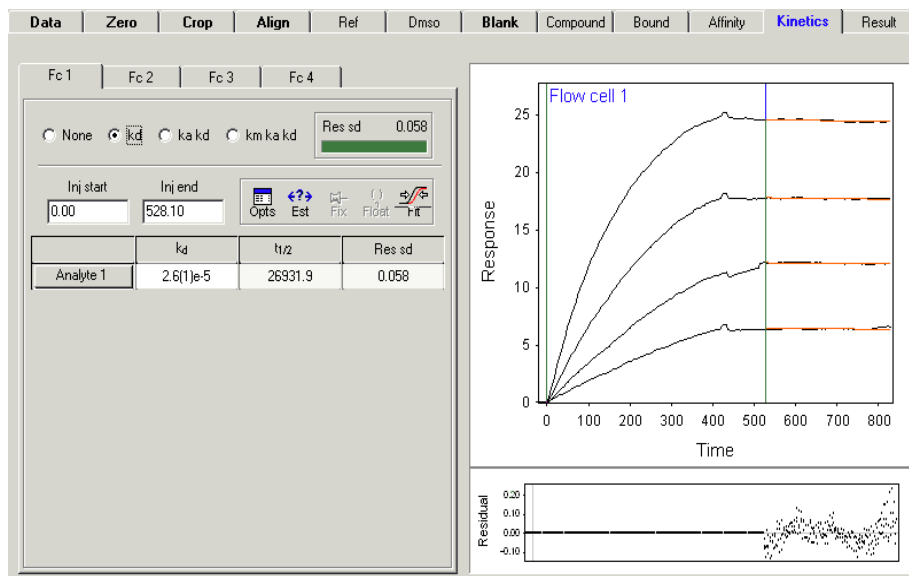 Data Zero Crop Align Ref Dmso Blank Compound Bound Affinity Kinetics Result
Fc 1 Fc 2 Fc 3 Fc 4
None kd ka kd km ka kd Res sd 0.058
Inj start Inj end
0.00 528.10 Opts Est Fix Float Fit
kd t1/2 Res sd
Analyte 1 2.6(1)e-5 26931.9 0.058
Flow cell 1
Response
25
20
15
10
5
0
0 100 200 300 400 500 600 700 800
Time
Residual
0.20
0.10
0.00
-0.10